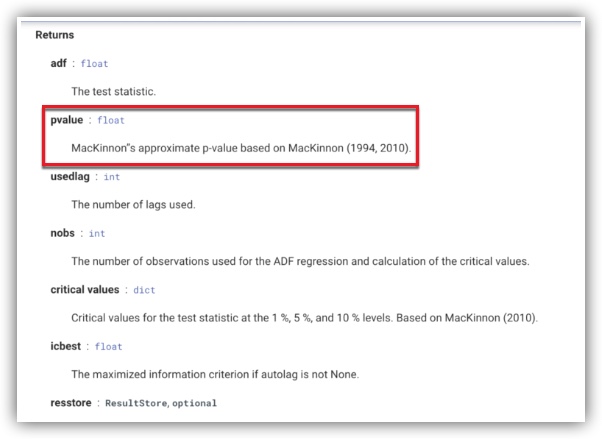 Returns
adf : float
The test statistic.
pvalue : float
MacKinnon"s approximate p-value based on MacKinnon (1994, 2010).
usedlag : int
The number of lags used.
nobs : int
The number of observations used for the ADF regression and calculation of the critical values.
critical values : dict
Critical values for the test statistic at the 1 %, 5 %, and 10 % levels. Based on MacKinnon (2010).
icbest : float
The maximized information criterion if autolag is not None.
resstore : ResultStore, optional